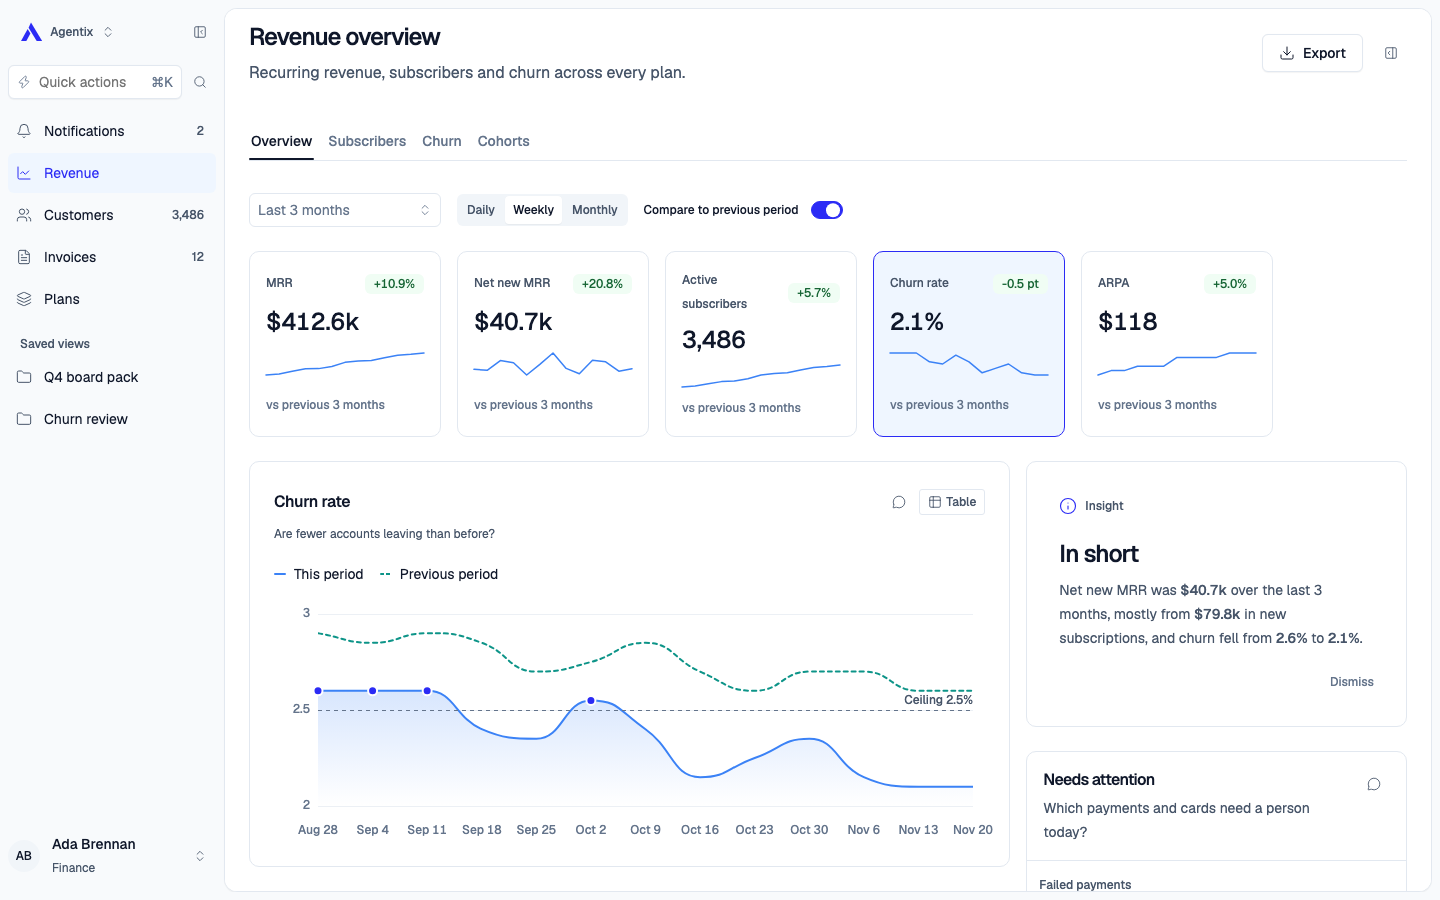 Agentix
Quick actions ⌘K
Notifications 2
Revenue
Customers 3,486
Invoices 12
Plans
Saved views
Q4 board pack
Churn review
AB
Ada Brennan
Finance
Revenue overview
Recurring revenue, subscribers and churn across every plan.
Export
Overview Subscribers Churn Cohorts
Last 3 months
Daily Weekly Monthly
Compare to previous period
MRR +10.9%
$412.6k
vs previous 3 months
Net new MRR +20.8%
$40.7k
vs previous 3 months
Active
subscribers
+5.7%
3,486
vs previous 3 months
Churn rate -0.5 pt
2.1%
vs previous 3 months
ARPA +5.0%
$118
vs previous 3 months
Churn rate
Table
Are fewer accounts leaving than before?
This period Previous period
3
2.5
2
Ceiling 2.5%
Aug 28 Sep 4 Sep 11 Sep 18 Sep 25 Oct 2 Oct 9 Oct 16 Oct 23 Oct 30 Nov 6 Nov 13 Nov 20
Insight
In short
Net new MRR was $40.7k over the last 3
months, mostly from $79.8k in new
subscriptions, and churn fell from 2.6% to 2.1%.
Dismiss
Needs attention
Which payments and cards need a person
today?
Failed payments